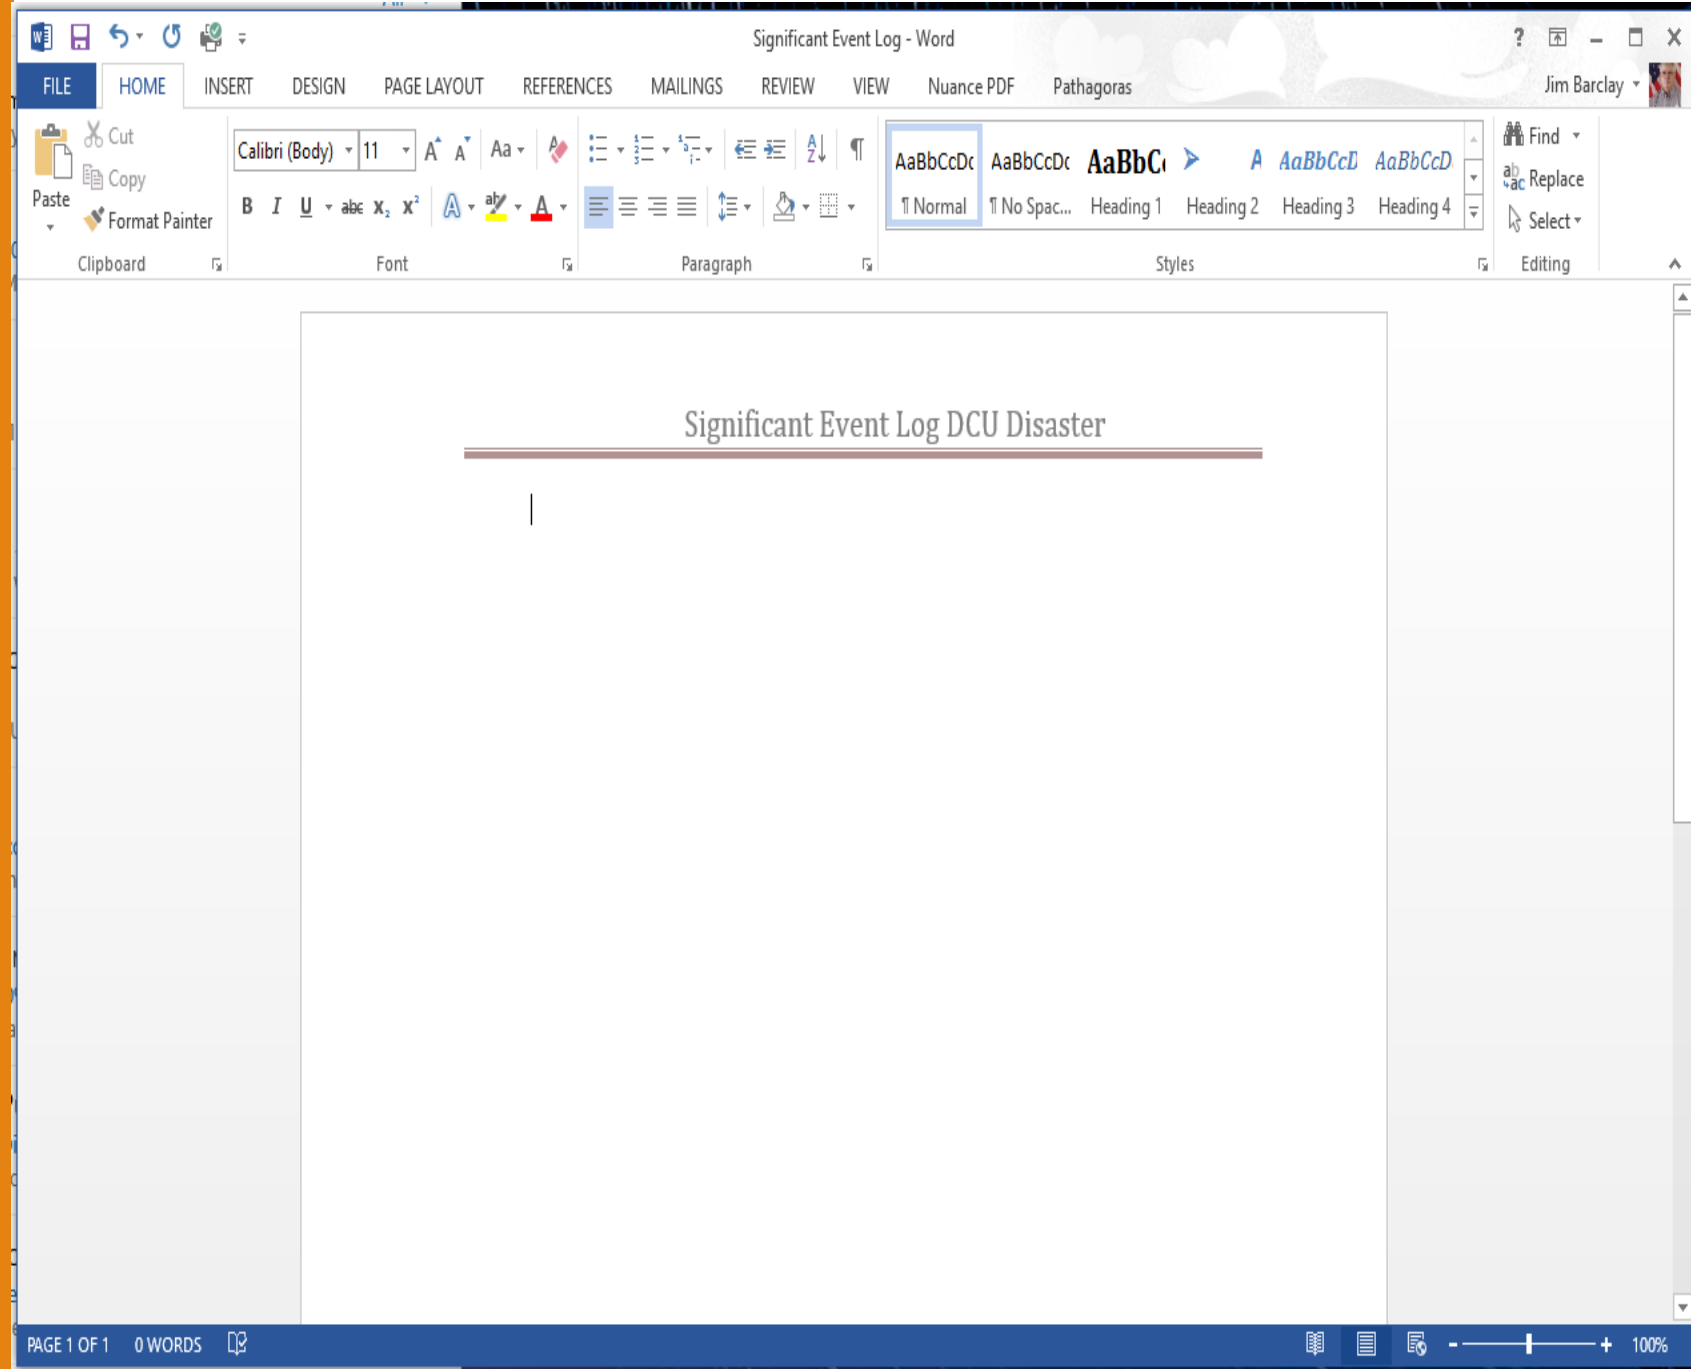 Significant Event Log - Word
?
FILE HOME INSERT DESIGN PAGE LAYOUT REFERENCES MAILINGS REVIEW VIEW Nuance PDF Pathagoras Jim Barclay
Paste
Cut
Copy
Format Painter
Clipboard
Calibri (Body) 11
Font
Paragraph
AaBbCcDc AaBbCcDc AaBbCc A AaBbCcD AaBbCcD
¶ Normal ¶ No Spac... Heading 1 Heading 2 Heading 3 Heading 4
Styles
Find
Replace
Select
Editing
Significant Event Log DCU Disaster
PAGE 1 OF 1 0 WORDS 100%